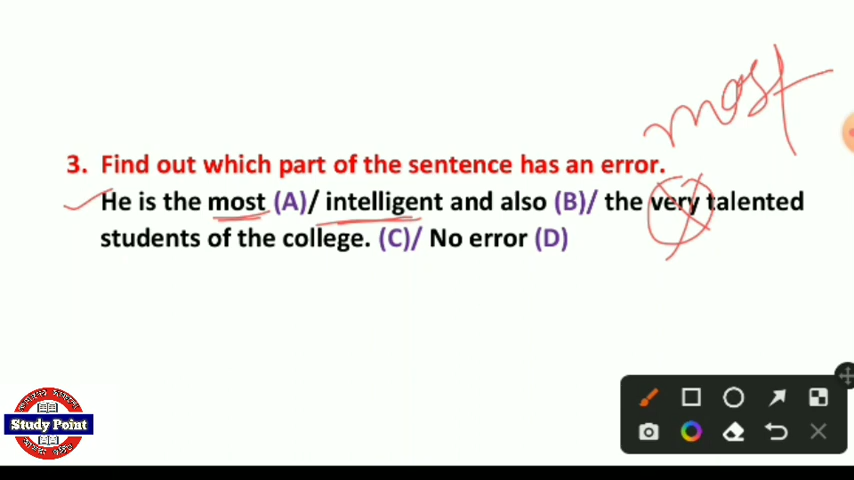 most
3. Find out which part of the sentence has an error.
He is the most (A)/ intelligent and also (B)/ the very talented
students of the college. (C)/ No error (D)
Study Point